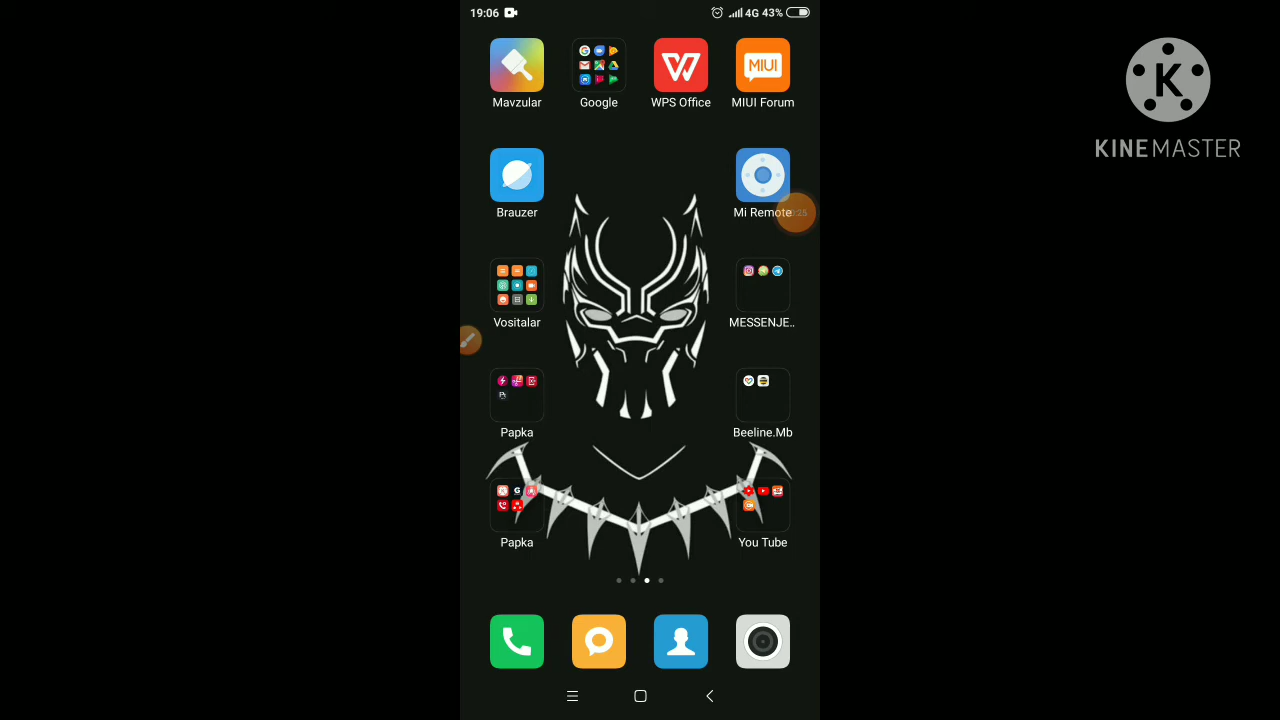 19:06 4G 43%
MIUI
Mavzular Google WPS Office MIUI Forum
K
KINEMASTER
Brauzer Mi Remote
Vositalar MESSENJE..
Papka Beeline.Mb
Papka You Tube